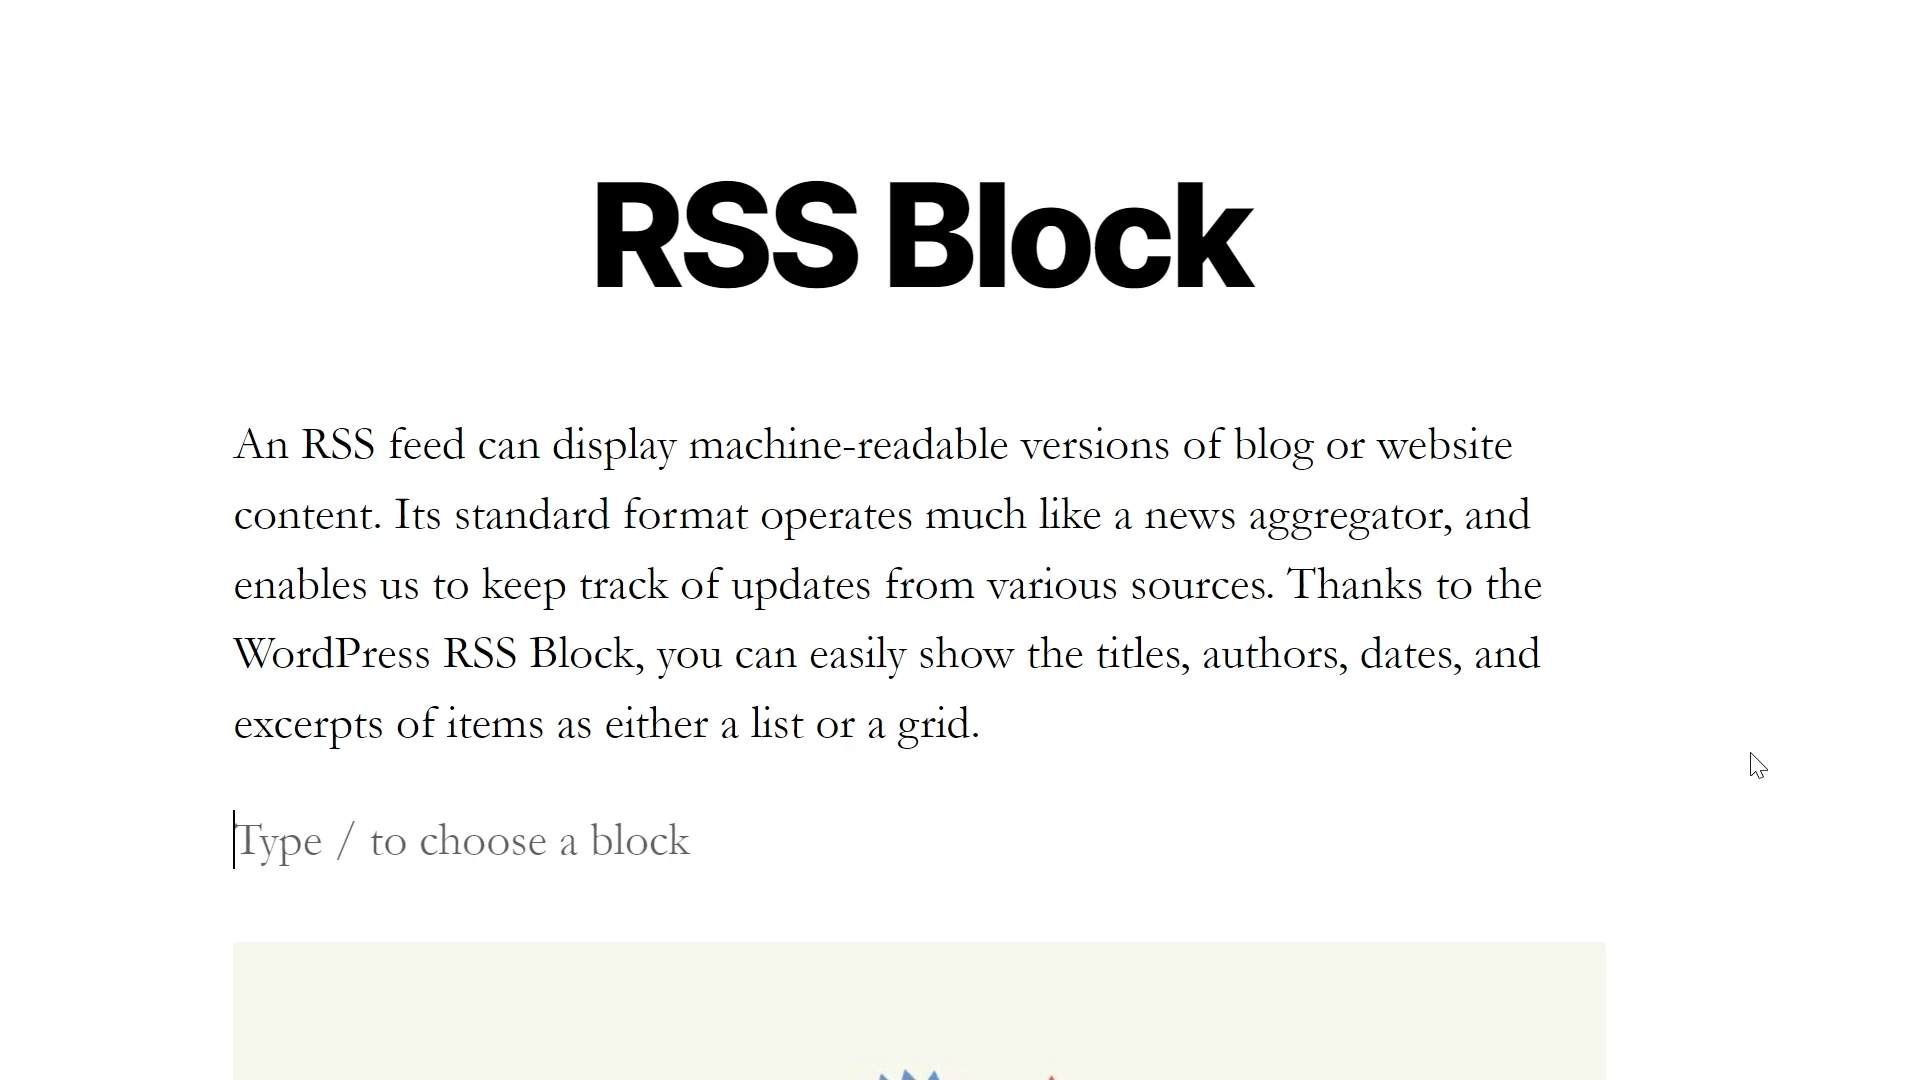 RSS Block
An RSS feed can display machine-readable versions of blog or website
content. Its standard format operates much like a news aggregator, and
enables us to keep track of updates from various sources. Thanks to the
WordPress RSS Block, you can easily show the titles, authors, dates, and
excerpts of items as either a list or a grid.
Type / to choose a block